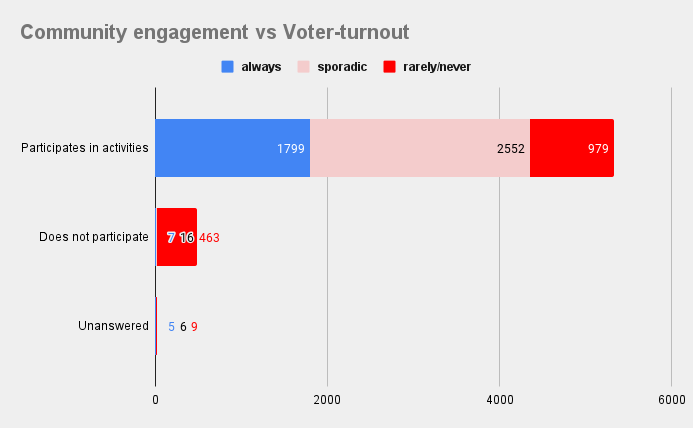 Community engagement vs Voter-turnout
always sporadic rarely/never
Participates in activities 1799 2552 979
Does not participate 7 16 463
Unanswered 5 6 9
0 2000 4000 6000